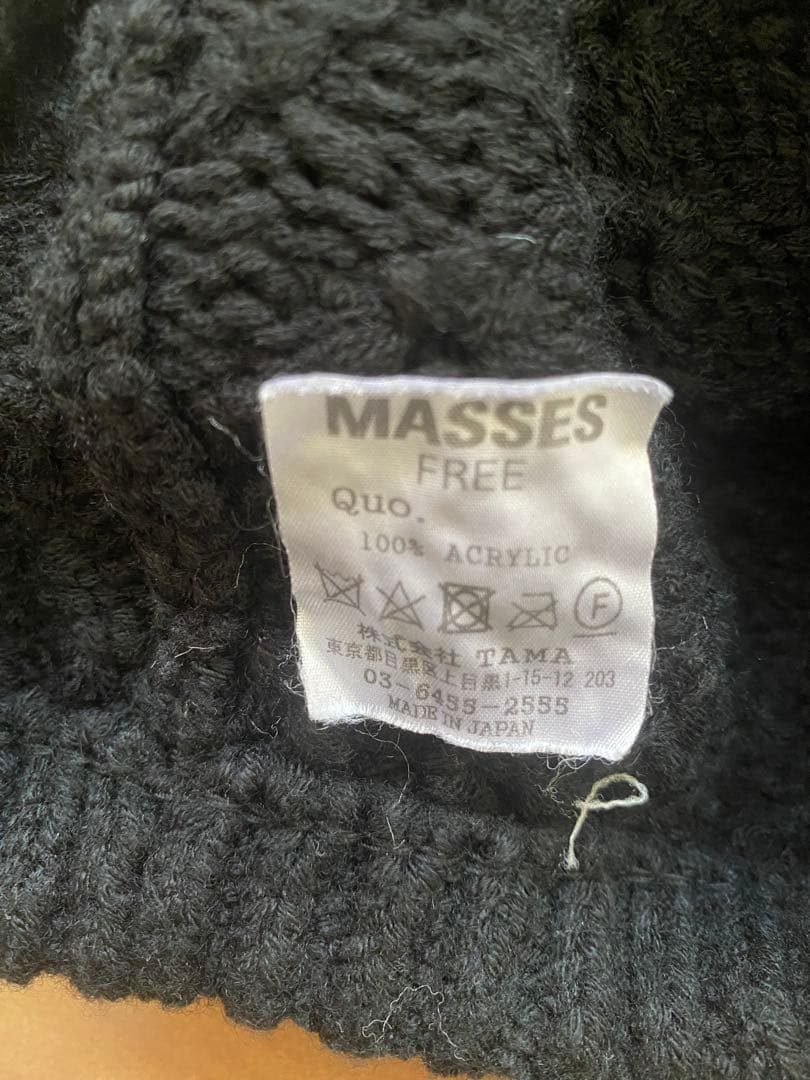 MASSES
FREE
Quo.
100% ACRYLIC
F
株式会社 TAMA
東京都目黒区上目黒1-15-12 203
03-6455-2555
MADE IN JAPAN